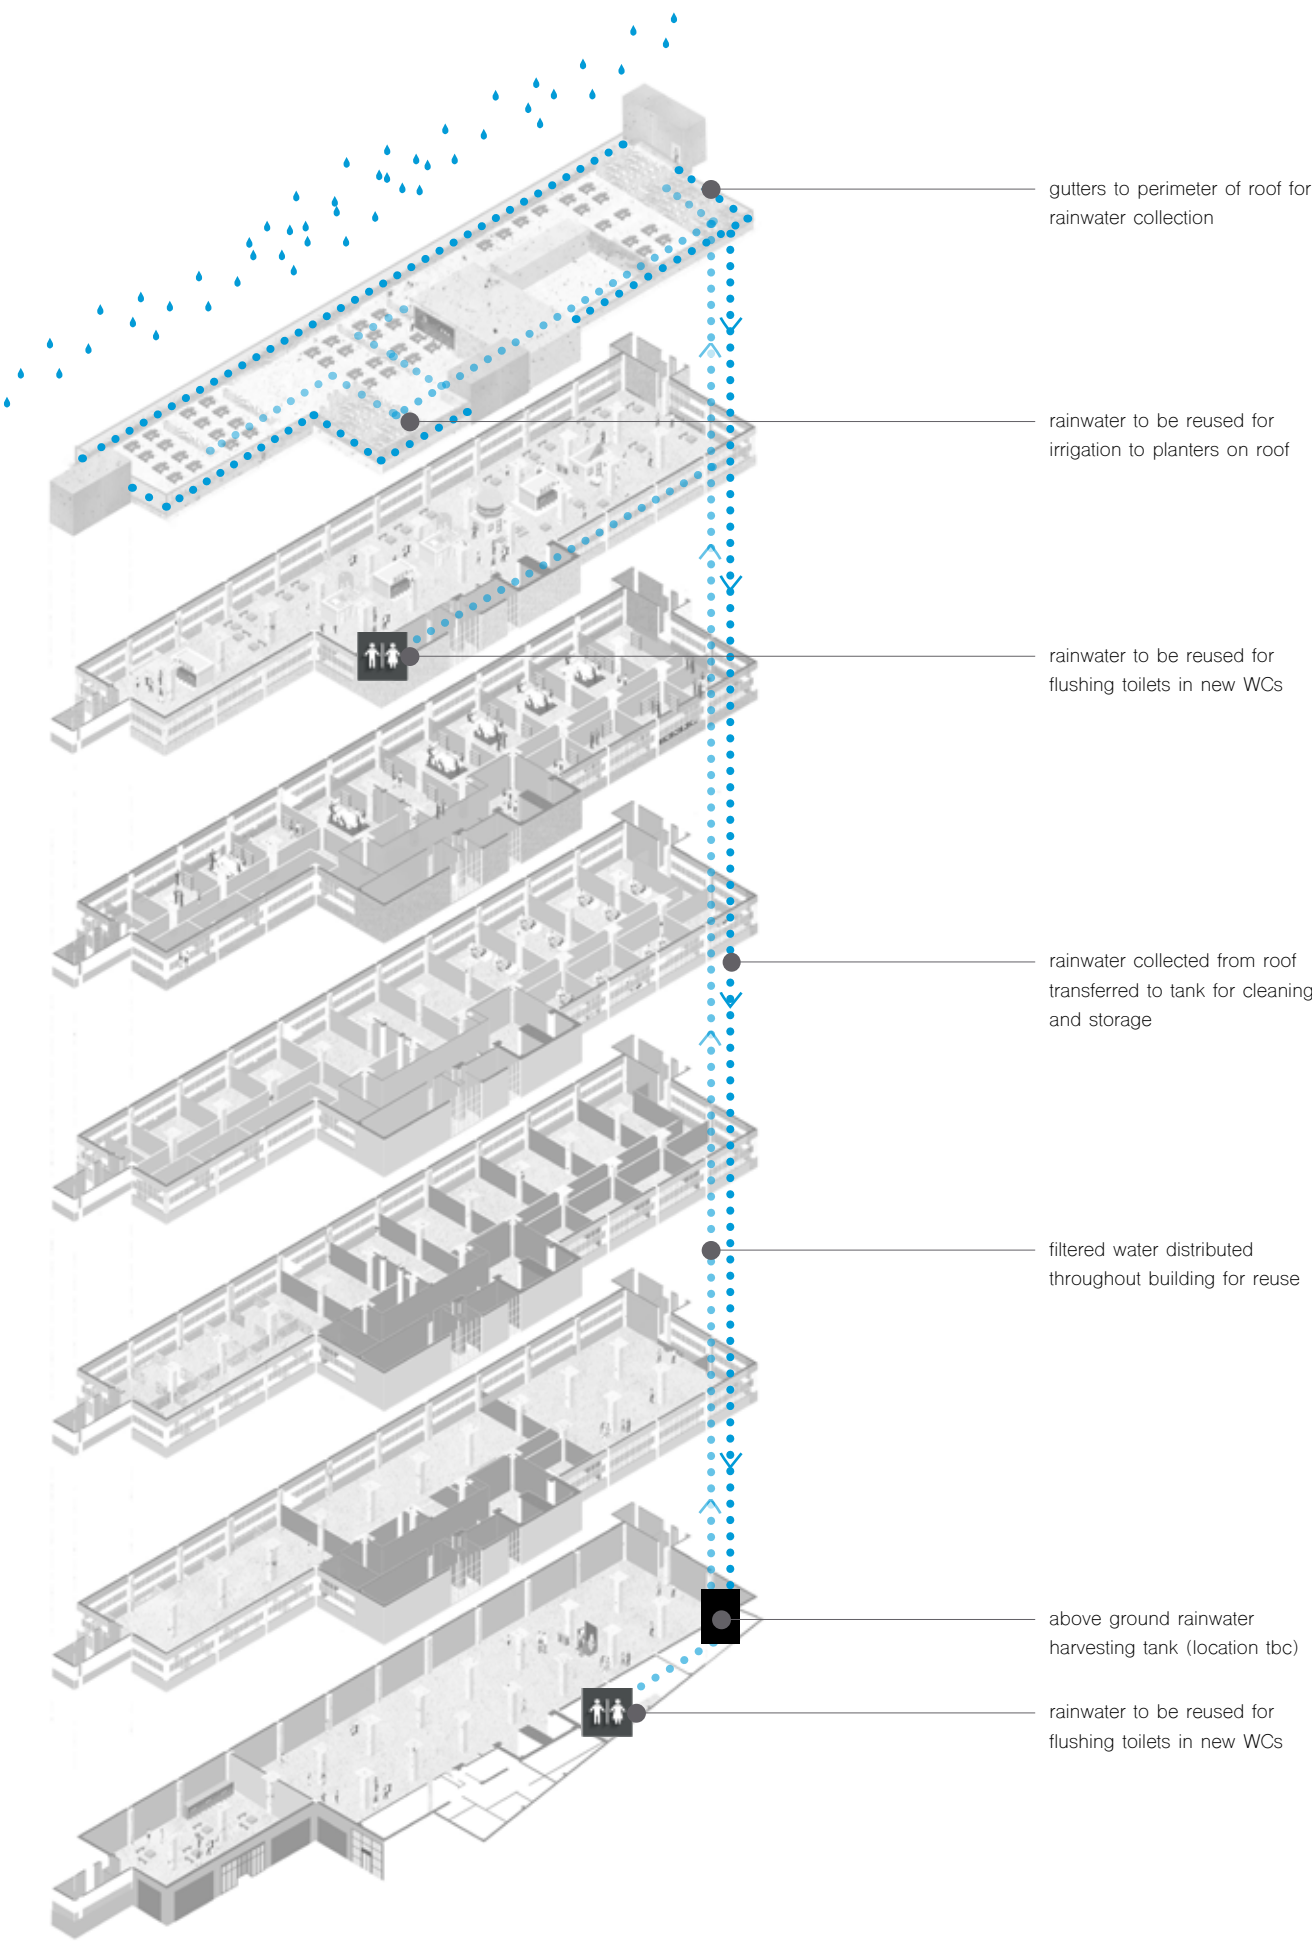 gutters to perimeter of roof for
rainwater collection
rainwater to be reused for
irrigation to planters on roof
rainwater to be reused for
flushing toilets in new WCs
rainwater collected from roof
transferred to tank for cleaning
and storage
filtered water distributed
throughout building for reuse
above ground rainwater
harvesting tank (location tbc)
rainwater to be reused for
flushing toilets in new WCs